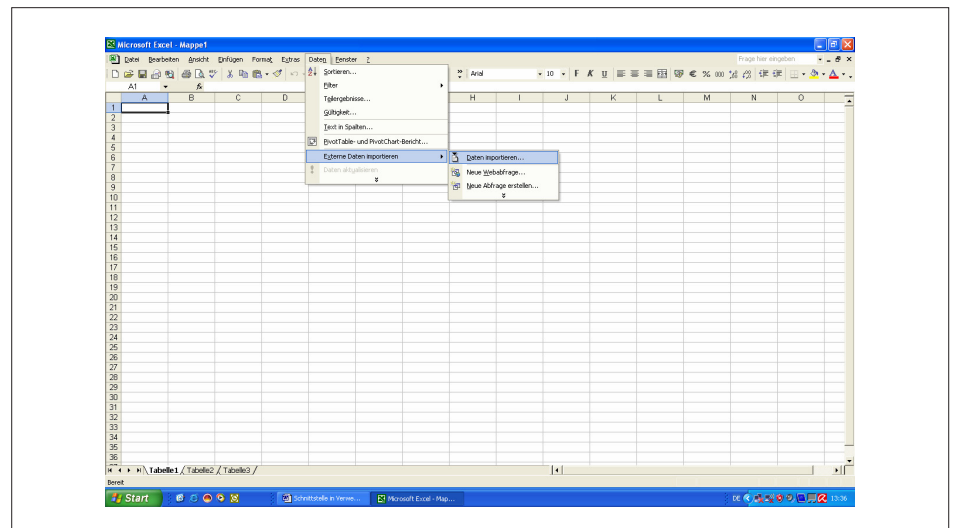 Microsoft Excel - Mappe1
Datei Bearbeiten Ansicht Einfügen Format Extras Daten Fenster ? Frage hier eingeben
Arial 10 F K U € % 000
A1 fx
A B C D H I J K L M N O
Sortieren...
Filter
Teilergebnisse...
Gültigkeit...
Text in Spalten...
PivotTable- und PivotChart-Bericht...
Externe Daten importieren
Daten aktualisieren
Daten importieren...
Neue Webabfrage...
Neue Abfrage erstellen...
1
2
3
4
5
6
7
8
9
10
11
12
13
14
15
16
17
18
19
20
21
22
23
24
25
26
27
28
29
30
31
32
33
34
35
36
Tabelle1 Tabelle2 Tabelle3
Bereit
Start Schnittstelle in Verwe... Microsoft Excel - Map... DE 13:36